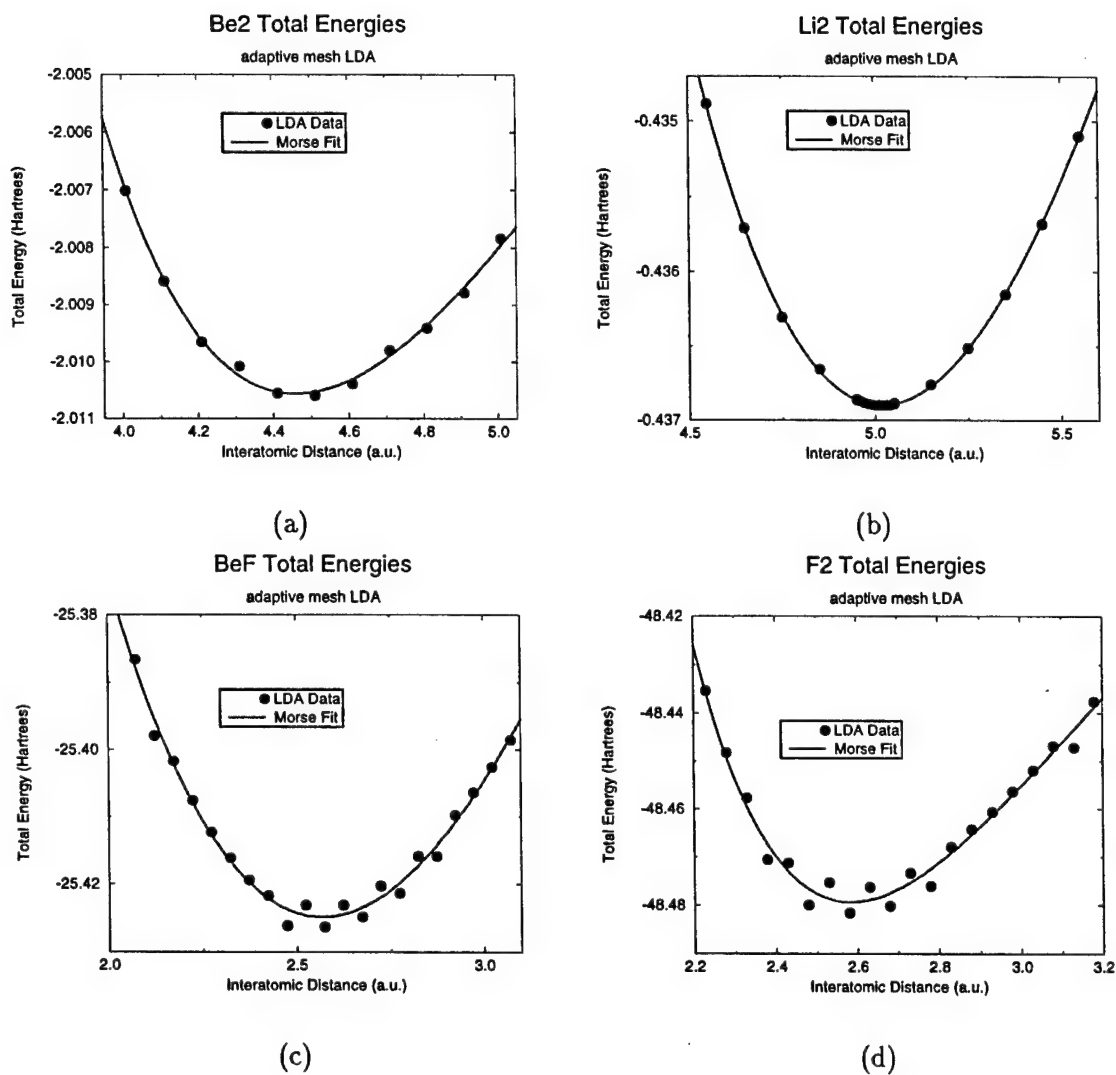 Be2 Total Energies
adaptive mesh LDA
-2.005
-2.006
-2.007
-2.008
-2.009
-2.010
-2.011
Total Energy (Hartrees)
LDA Data
Morse Fit
4.0 4.2 4.4 4.6 4.8 5.0
Interatomic Distance (a.u.)
(a)
Li2 Total Energies
adaptive mesh LDA
-0.435
-0.436
-0.437
Total Energy (Hartrees)
LDA Data
Morse Fit
4.5 5.0 5.5
Interatomic Distance (a.u.)
(b)
BeF Total Energies
adaptive mesh LDA
-25.38
-25.40
-25.42
Total Energy (Hartrees)
LDA Data
Morse Fit
2.0 2.5 3.0
Interatomic Distance (a.u.)
(c)
F2 Total Energies
adaptive mesh LDA
-48.42
-48.44
-48.46
-48.48
Total Energy (Hartrees)
LDA Data
Morse Fit
2.2 2.4 2.6 2.8 3.0 3.2
Interatomic Distance (a.u.)
(d)